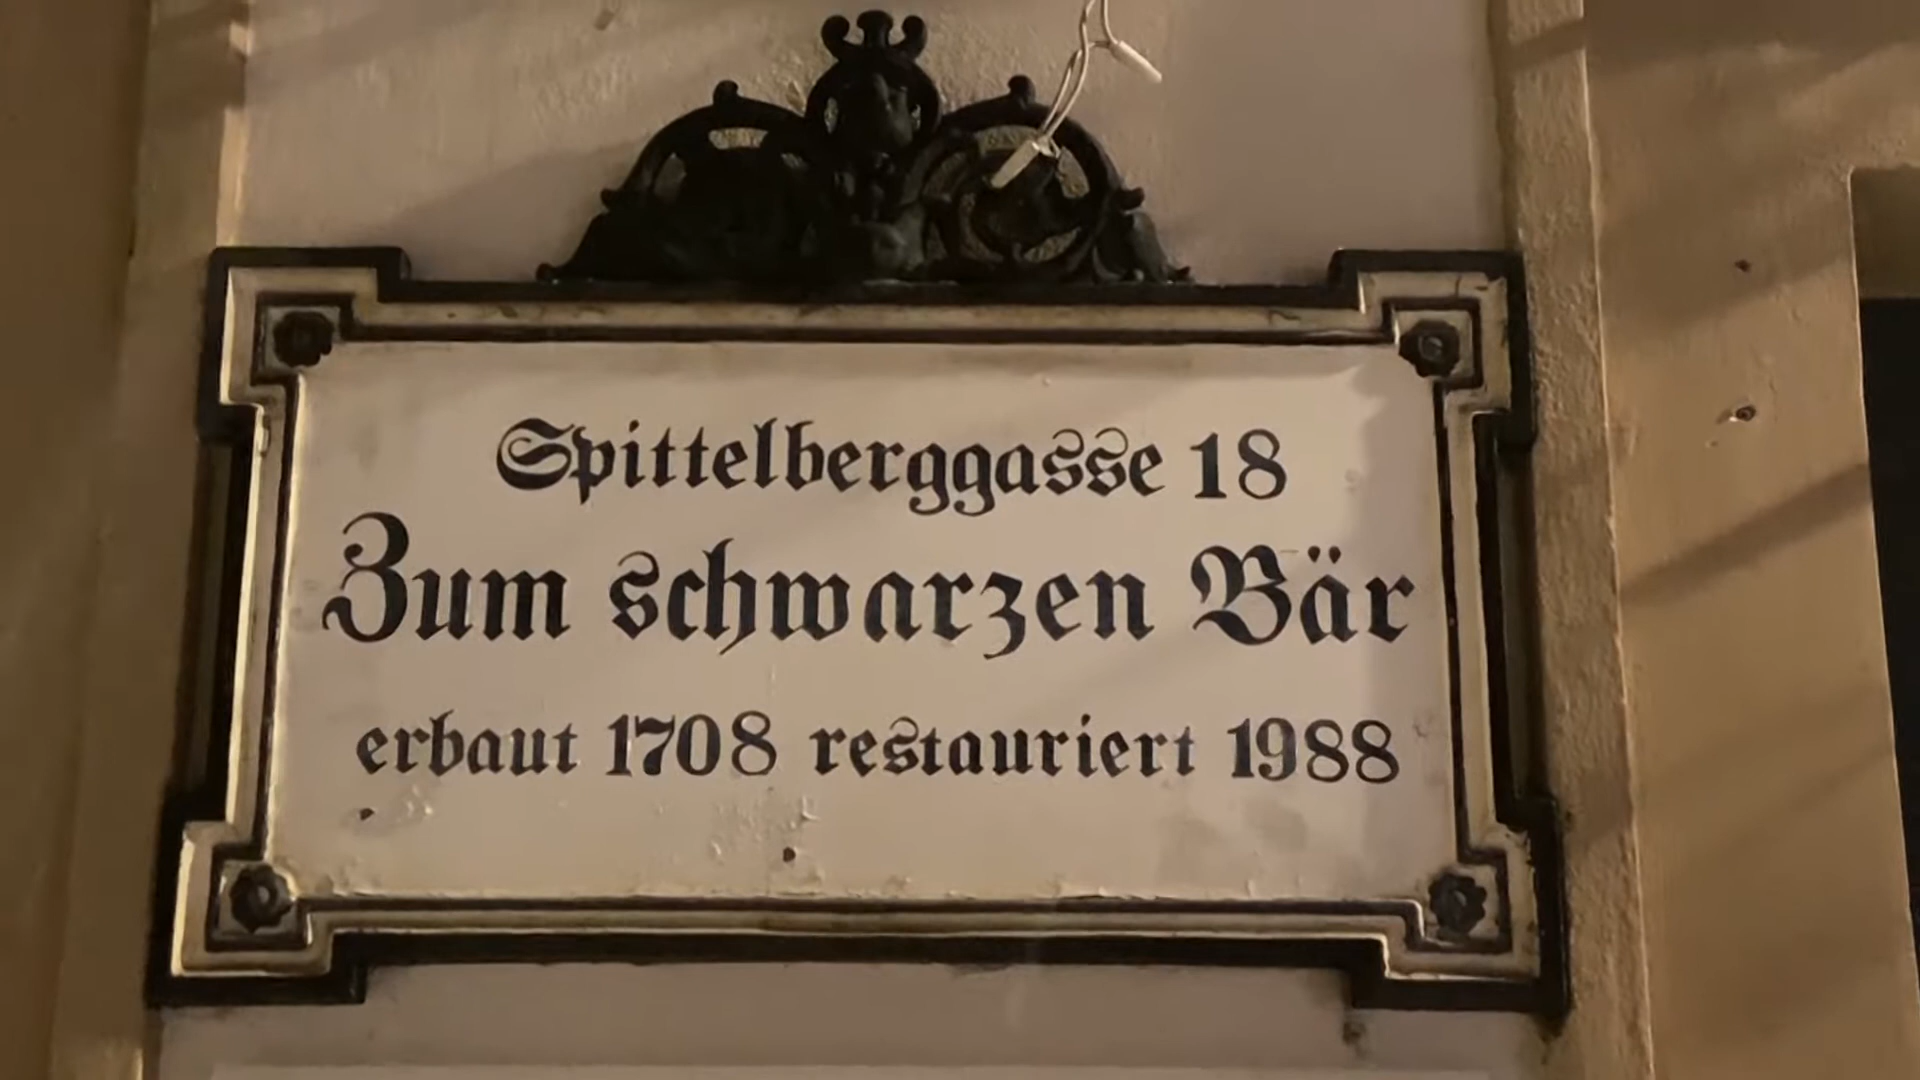 Spittelberggasse 18
Zum schwarzen Bär
erbaut 1708 restauriert 1988